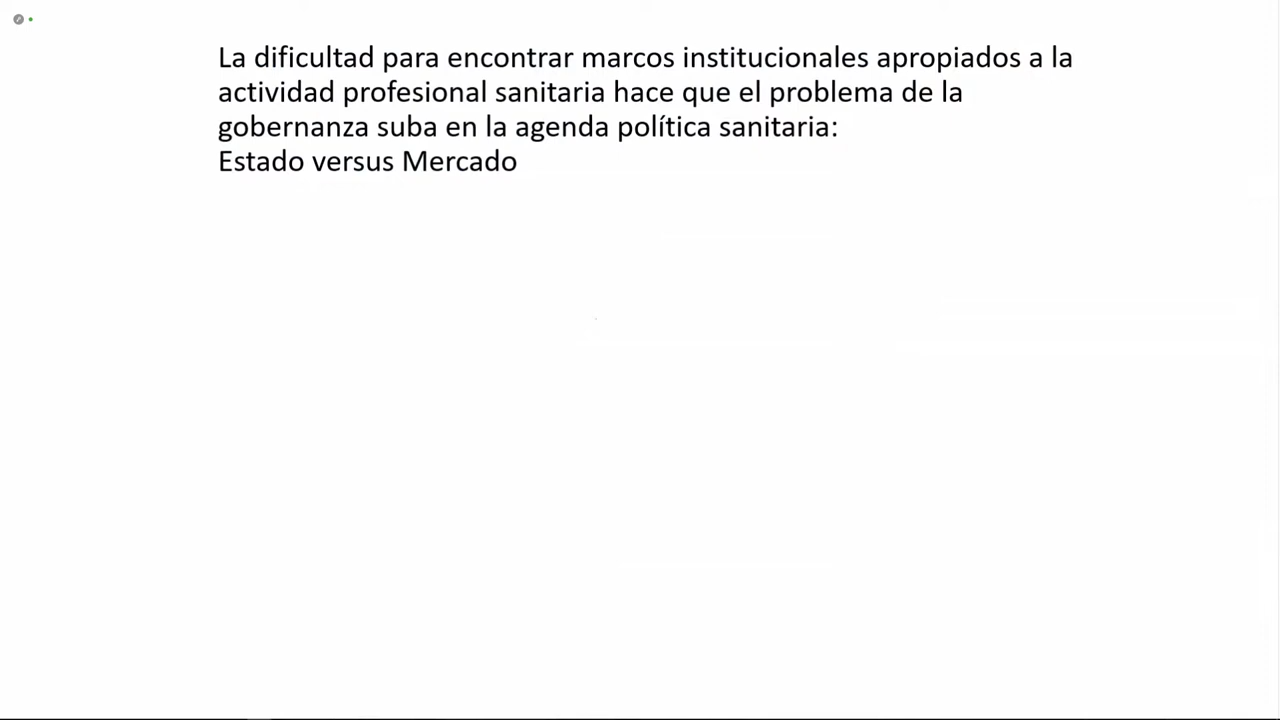 La dificultad para encontrar marcos institucionales apropiados a la
actividad profesional sanitaria hace que el problema de la
gobernanza suba en la agenda política sanitaria:
Estado versus Mercado